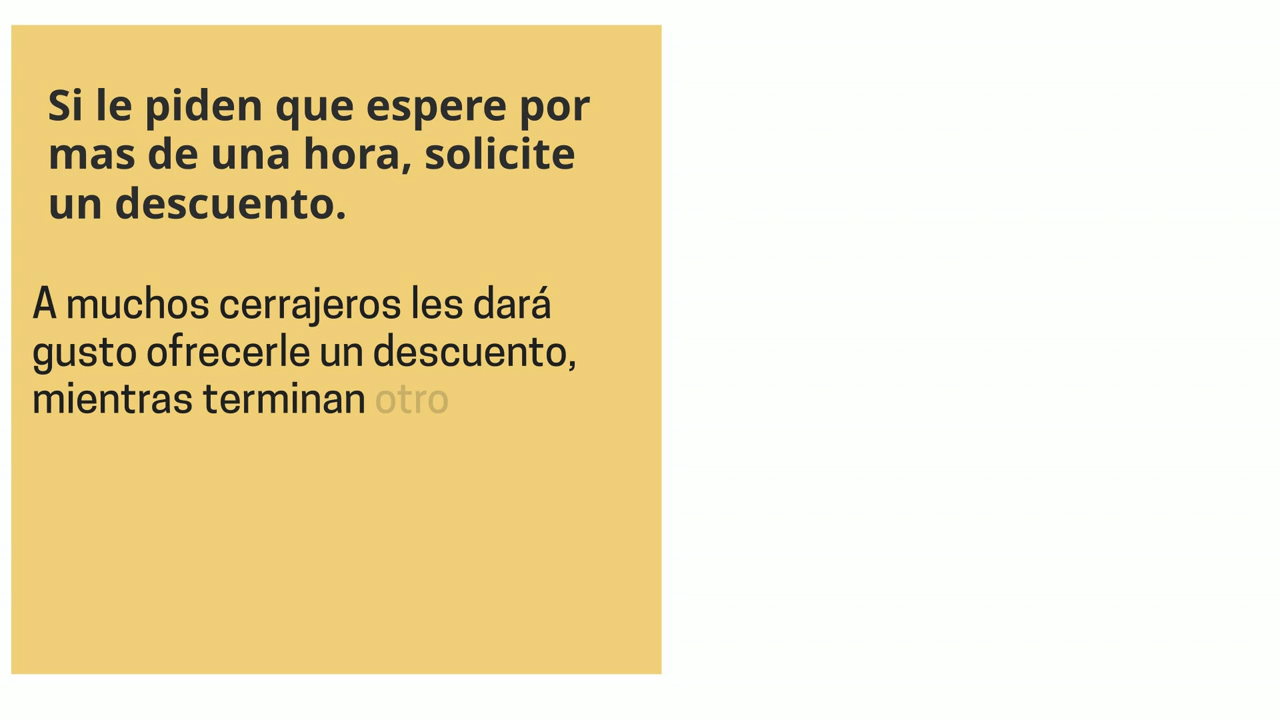 Si le piden que espere por
mas de una hora, solicite
un descuento.
A muchos cerrajeros les dará
gusto ofrecerle un descuento,
mientras terminan otro